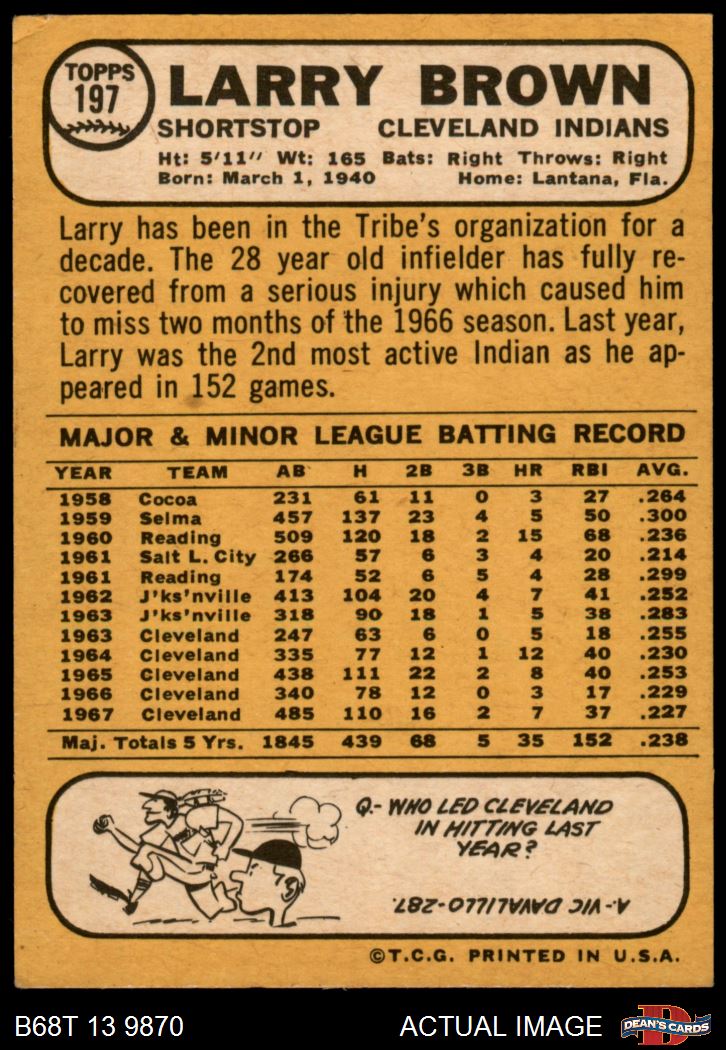 TOPPS
197
LARRY BROWN
SHORTSTOP CLEVELAND INDIANS
Ht: 5'11" Wt: 165 Bats: Right Throws: Right
Born: March 1, 1940 Home: Lantana, Fla.
Larry has been in the Tribe's organization for a
decade. The 28 year old infielder has fully re-
covered from a serious injury which caused him
to miss two months of the 1966 season. Last year,
Larry was the 2nd most active Indian as he ap-
peared in 152 games.
MAJOR & MINOR LEAGUE BATTING RECORD
YEAR TEAM AB H 2B 3B HR RBI AVG.
1958 Cocoa 231 61 11 0 3 27 .264
1959 Selma 457 137 23 4 5 50 .300
1960 Reading 509 120 18 2 15 68 .236
1961 Salt L. City 266 57 6 3 4 20 .214
1961 Reading 174 52 6 5 4 28 .299
1962 J'ks'nville 413 104 20 4 7 41 .252
1963 J'ks'nville 318 90 18 1 5 38 .283
1963 Cleveland 247 63 6 0 5 18 .255
1964 Cleveland 335 77 12 1 12 40 .230
1965 Cleveland 438 111 22 2 8 40 .253
1966 Cleveland 340 78 12 0 3 17 .229
1967 Cleveland 485 110 16 2 7 37 .227
Maj. Totals 5 Yrs. 1845 439 68 5 35 152 .238
Q.- WHO LED CLEVELAND
IN HITTING LAST
YEAR?
A.- VIC DAVALILLO-.287.
©T.C.G. PRINTED IN U.S.A.
B68T 13 9870 ACTUAL IMAGE
D
DEAN'S CARDS